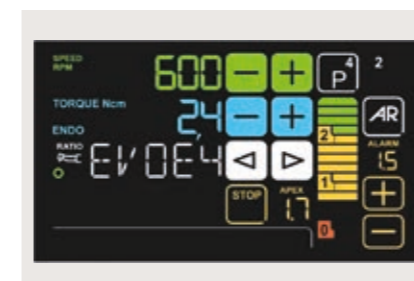 SPEED
RPM
600 − +
P4 2
TORQUE Ncm
2,4 − +
AR
ENDO
2
ALARM
1.5
RATIO
EVOE4
STOP
APEX
1.7
1
+
0
−